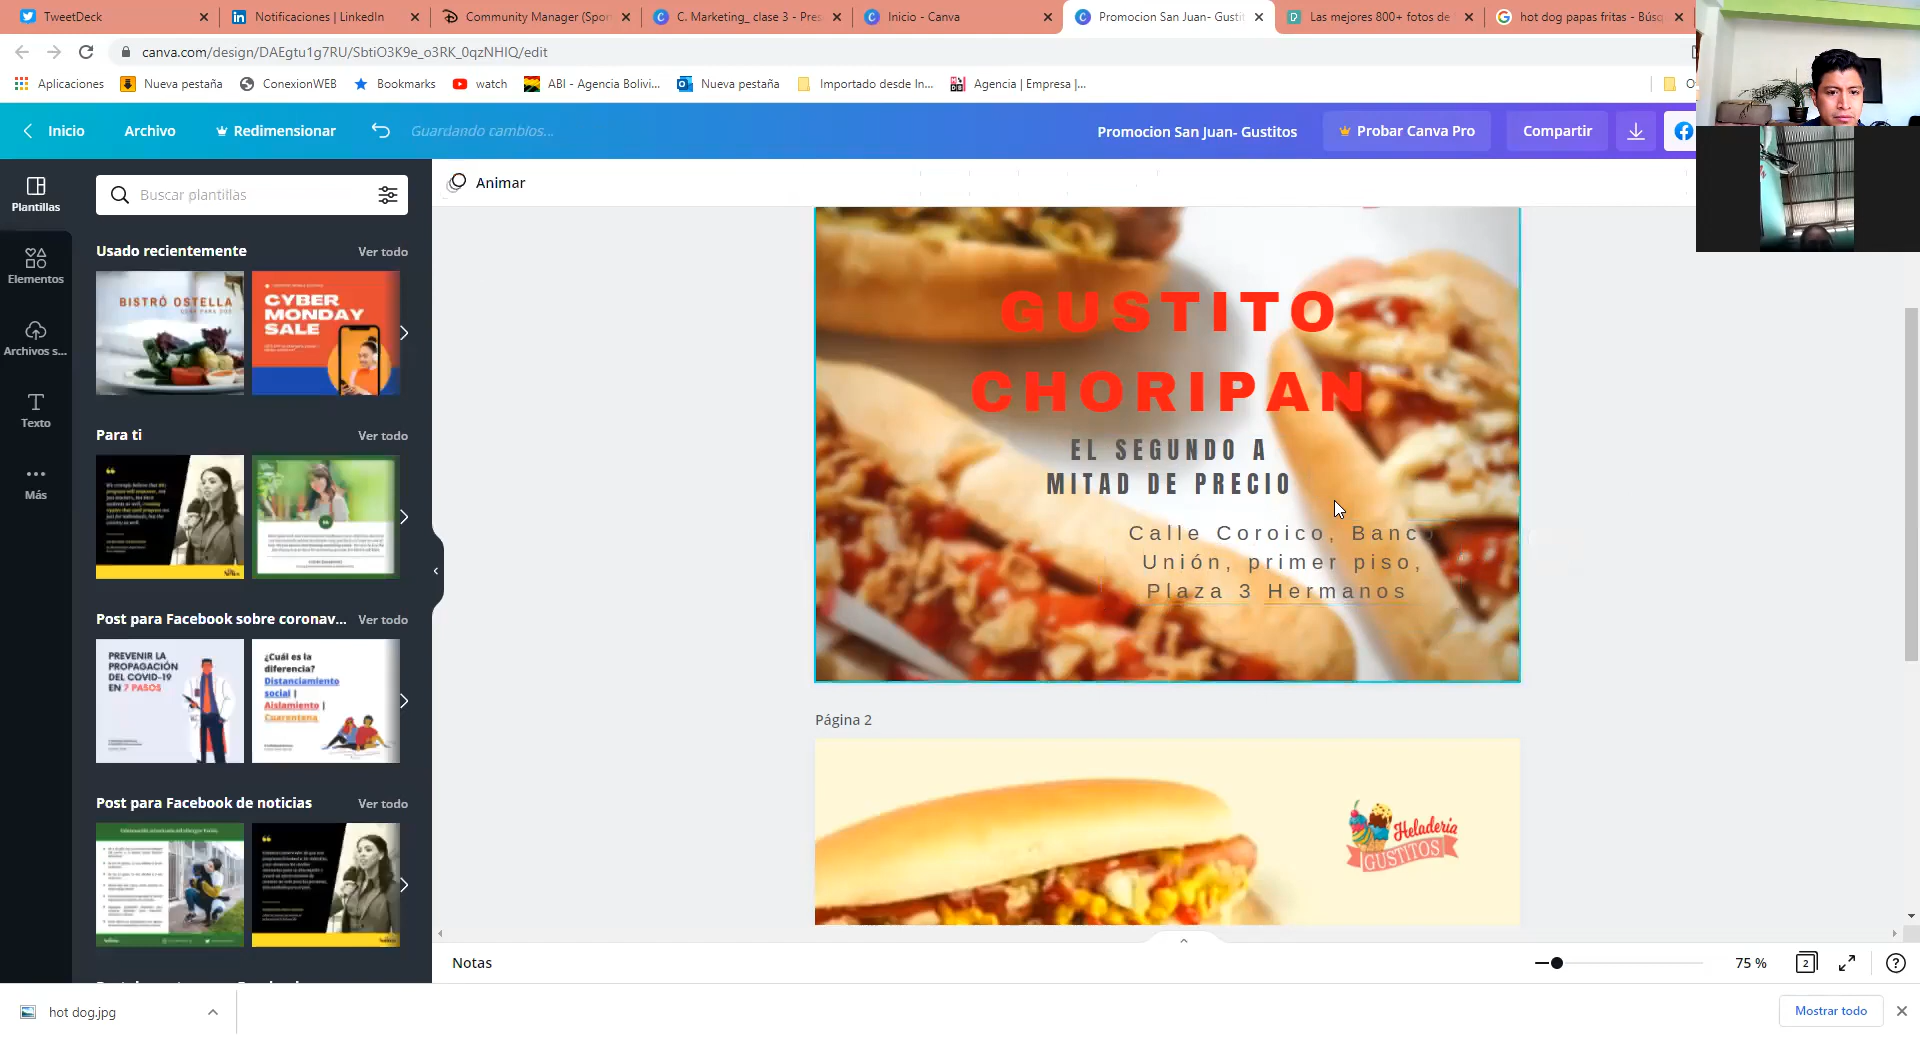 TweetDeck
Notificaciones | LinkedIn
Community Manager (Spon
C. Marketing_ clase 3 - Pres
Inicio - Canva
Promocion San Juan- Gustit
Las mejores 800+ fotos de
hot dog papas fritas - Búsq
canva.com/design/DAEgtu1g7RU/SbtiO3K9e_o3RK_0qzNHIQ/edit
Aplicaciones
Nueva pestaña
ConexionWEB
Bookmarks
watch
ABI - Agencia Bolivi...
Nueva pestaña
Importado desde In...
Agencia | Empresa |...
O
Inicio
Archivo
Redimensionar
Guardando cambios...
Promocion San Juan- Gustitos
Probar Canva Pro
Compartir
Plantillas
Elementos
Archivos s...
Texto
Más
Buscar plantillas
Usado recientemente
Ver todo
BISTRÓ OSTELLA
CYBER
MONDAY
SALE
Para ti
Ver todo
Post para Facebook sobre coronav...
Ver todo
PREVENIR LA
PROPAGACIÓN
DEL COVID-19
EN 7 PASOS
¿Cuál es la
diferencia?
Distanciamiento
social |
Aislamiento |
Cuarentena
Post para Facebook de noticias
Ver todo
Animar
GUSTITO
CHORIPAN
EL SEGUNDO A
MITAD DE PRECIO
Calle Coroico, Banco
Unión, primer piso,
Plaza 3 Hermanos
Página 2
Heladería
GUSTITOS
Notas
75 %
2
hot dog.jpg
Mostrar todo